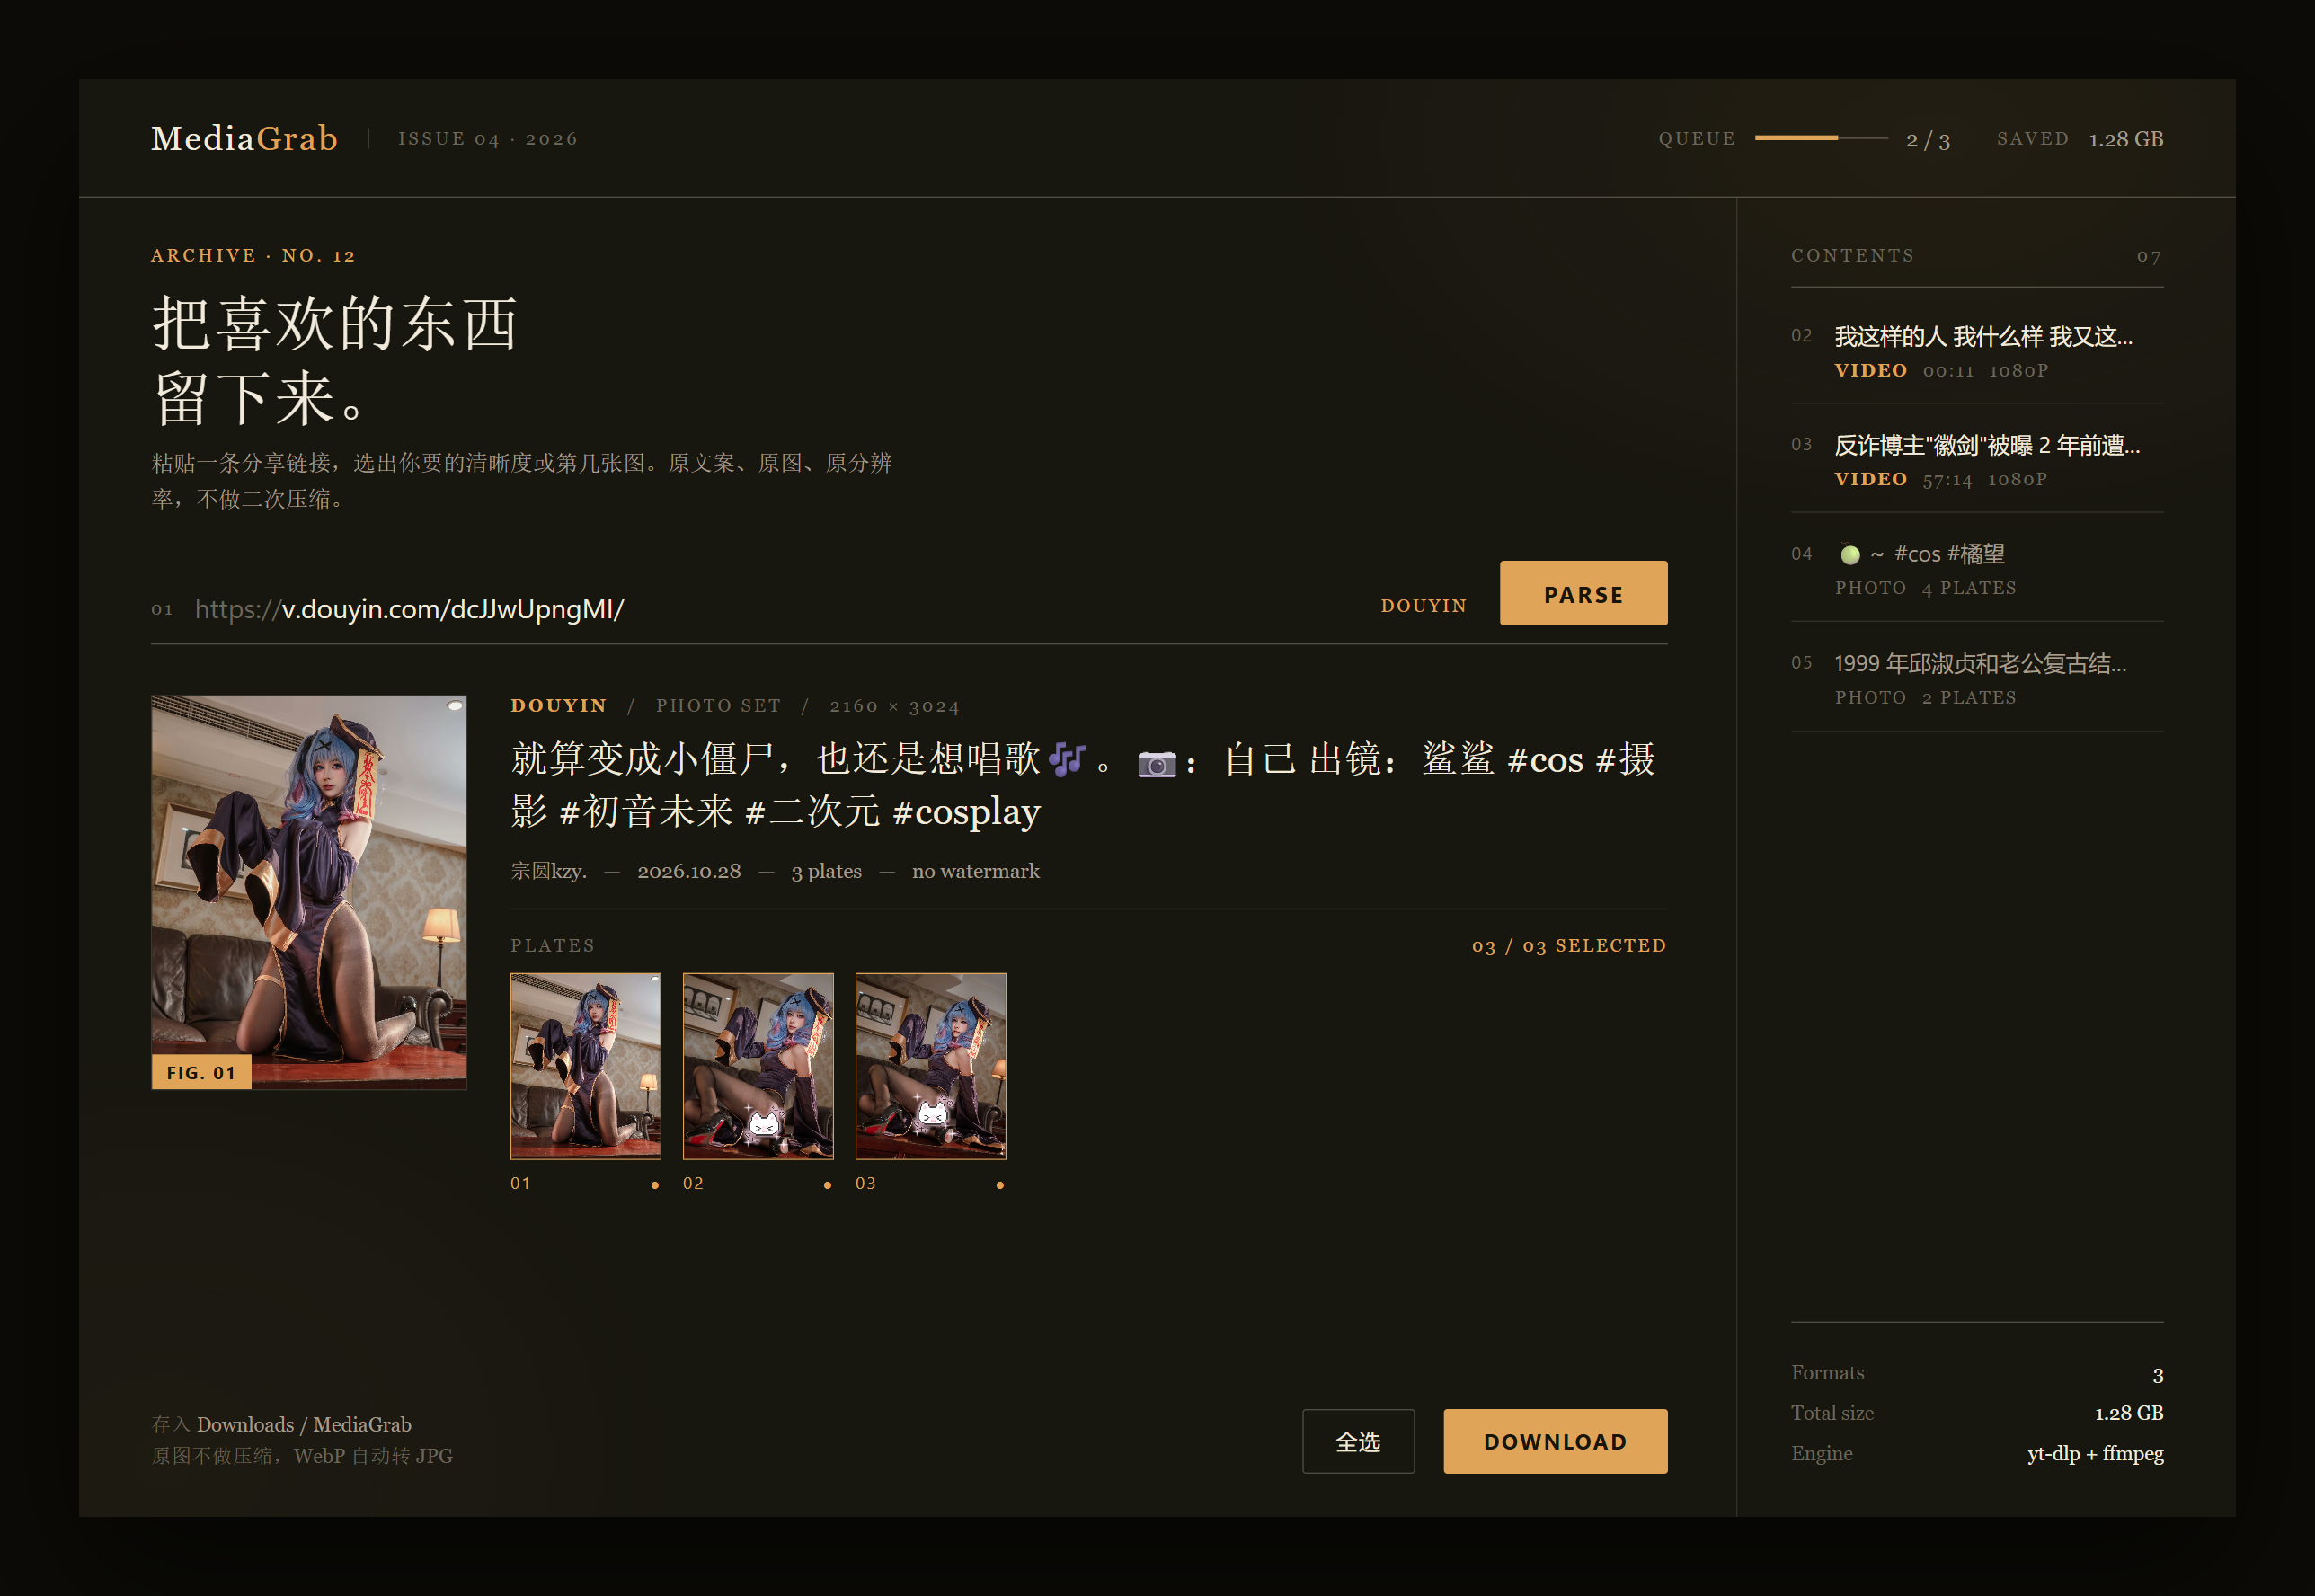 MediaGrab | ISSUE 04 · 2026
QUEUE 2 / 3 SAVED 1.28 GB
ARCHIVE · NO. 12
把喜欢的东西
留下来。
粘贴一条分享链接，选出你要的清晰度或第几张图。原文案、原图、原分辨
率，不做二次压缩。
01 https://v.douyin.com/dcJJwUpngMI/ DOUYIN PARSE
DOUYIN / PHOTO SET / 2160 × 3024
就算变成小僵尸，也还是想唱歌🎶。📷：自己 出镜：鲨鲨 #cos #摄
影 #初音未来 #二次元 #cosplay
宗圆kzy. — 2026.10.28 — 3 plates — no watermark
FIG. 01
PLATES 03 / 03 SELECTED
01 02 03
存入 Downloads / MediaGrab
原图不做压缩，WebP 自动转 JPG
全选 DOWNLOAD
CONTENTS 07
02 我这样的人 我什么样 我又这...
VIDEO 00:11 1080P
03 反诈博主"徽剑"被曝 2 年前遭...
VIDEO 57:14 1080P
04 🍈 ~ #cos #橘望
PHOTO 4 PLATES
05 1999 年邱淑贞和老公复古结...
PHOTO 2 PLATES
Formats 3
Total size 1.28 GB
Engine yt-dlp + ffmpeg